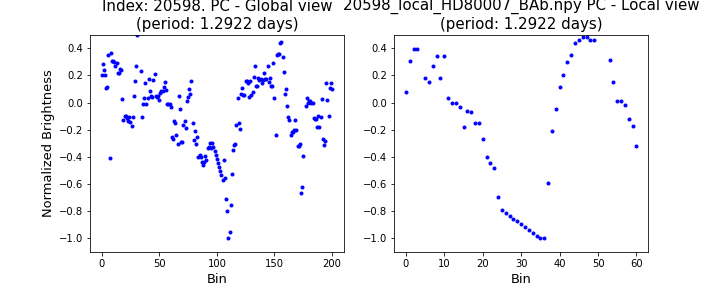 Index: 20598. PC - Global view
(period: 1.2922 days)
20598_local_HD80007_BAb.npy PC - Local view
(period: 1.2922 days)
Normalized Brightness
0.4
0.2
0.0
−0.2
−0.4
−0.6
−0.8
−1.0
0 50 100 150 200
Bin
0.4
0.2
0.0
−0.2
−0.4
−0.6
−0.8
−1.0
0 10 20 30 40 50 60
Bin